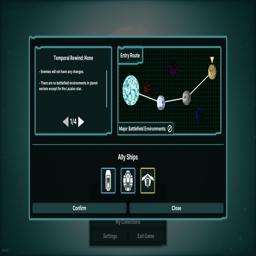 Temporal Rewind: None
- Enemies will not have any changes.
- There are no battlefield environments in planet
sectors except for the Lazales star.
1/4
Entry Route
Major Battlefield Environments:
Ally Ships
Confirm
Close
My Collections
Settings
Exit Game